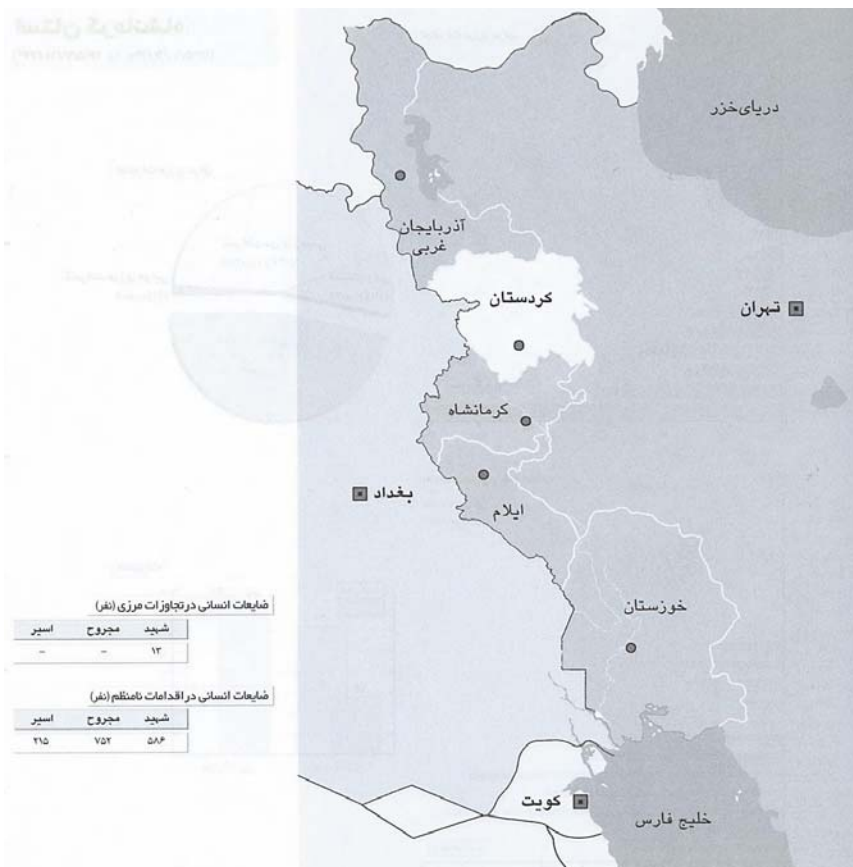 دریای خزر
آذربایجان
غربی
کردستان
تهران
کرمانشاه
بغداد
ایلام
خوزستان
ضایعات انسانی در تجاوزات مرزی (نفر)
شهید مجروح اسیر
۱۳ – –
ضایعات انسانی در اقدامات نامنظم (نفر)
شهید مجروح اسیر
۵۸۶ ۷۵۲ ۲۱۵
کویت
خلیج فارس